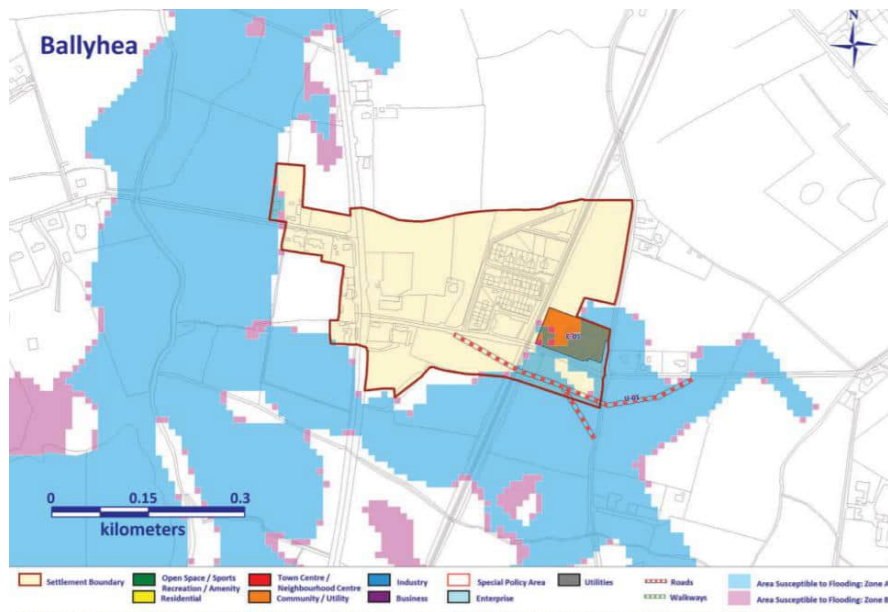 Ballyhea
N
U-01
0 0.15 0.3
kilometers
Settlement Boundary
Open Space / Sports
Recreation / Amenity
Residential
Town Centre /
Neighbourhood Centre
Community / Utility
Industry
Business
Special Policy Area
Enterprise
Utilities
Roads
Walkways
Area Susceptible to Flooding: Zone A
Area Susceptible to Flooding: Zone